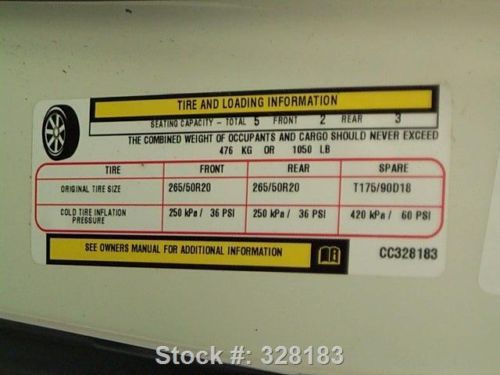 TIRE AND LOADING INFORMATION
SEATING CAPACITY - TOTAL 5 FRONT 2 REAR 3
THE COMBINED WEIGHT OF OCCUPANTS AND CARGO SHOULD NEVER EXCEED
476 KG OR 1050 LB
TIRE FRONT REAR SPARE
ORIGINAL TIRE SIZE 265/50R20 265/50R20 T175/90D18
COLD TIRE INFLATION PRESSURE 250 kPa / 36 PSI 250 kPa / 36 PSI 420 kPa / 60 PSI
SEE OWNERS MANUAL FOR ADDITIONAL INFORMATION
CC328183
Stock #: 328183